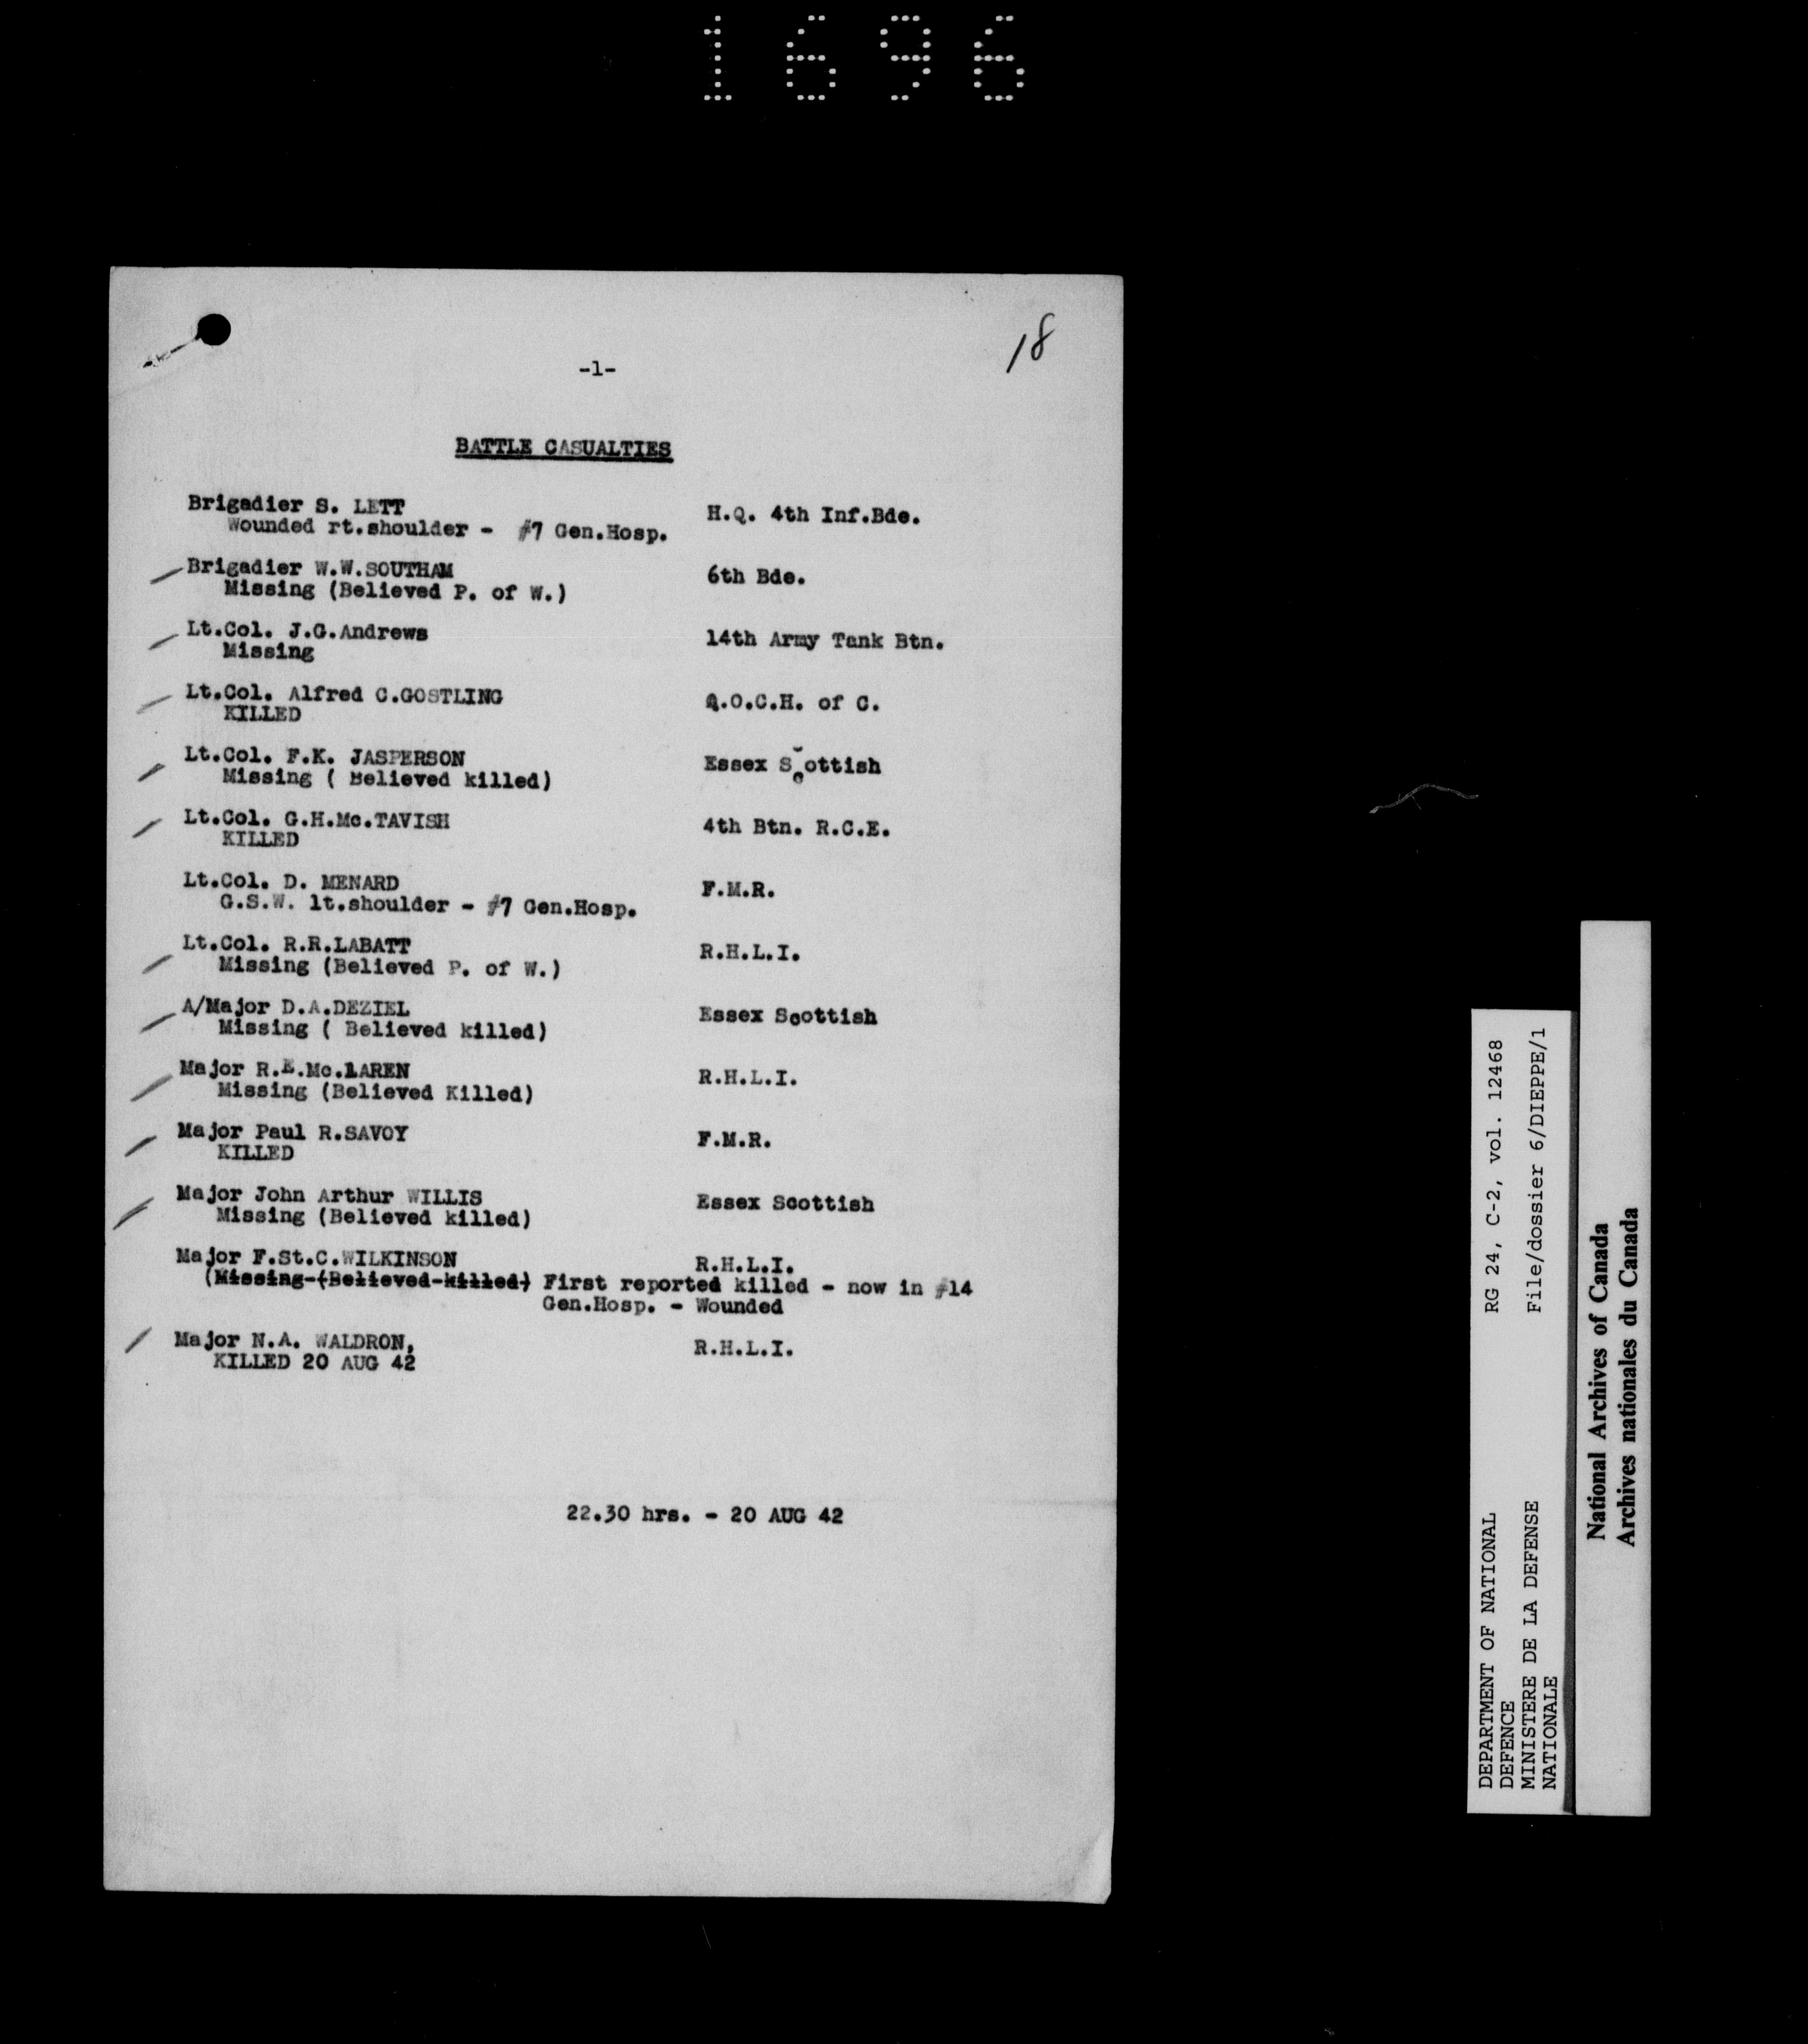 1696
18
-1-
BATTLE CASUALTIES
Brigadier S. LETT H.Q. 4th Inf.Bde.
Wounded rt.shoulder - #7 Gen.Hosp.
Brigadier W.W.SOUTHAM 6th Bde.
Missing (Believed P. of W.)
Lt.Col. J.G.Andrews 14th Army Tank Btn.
Missing
Lt.Col. Alfred C.GOSTLING Q.O.C.H. of C.
KILLED
Lt.Col. F.K. JASPERSON Essex Scottish
Missing ( Believed killed)
Lt.Col. G.H.Mc.TAVISH 4th Btn. R.C.E.
KILLED
Lt.Col. D. MENARD F.M.R.
G.S.W. lt.shoulder - #7 Gen.Hosp.
Lt.Col. R.R.LABATT R.H.L.I.
Missing (Believed P. of W.)
A/Major D.A.DEZIEL Essex Scottish
Missing ( Believed killed)
Major R.E.Mc.LAREN R.H.L.I.
Missing (Believed Killed)
Major Paul R.SAVOY F.M.R.
KILLED
Major John Arthur WILLIS Essex Scottish
Missing (Believed killed)
Major F.St.C.WILKINSON R.H.L.I.
(Missing-(Believed-killed) First reported killed - now in #14
Gen.Hosp. - Wounded
Major N.A. WALDRON, R.H.L.I.
KILLED 20 AUG 42
22.30 hrs. - 20 AUG 42
DEPARTMENT OF NATIONAL RG 24, C-2, vol. 12468
DEFENCE
MINISTERE DE LA DEFENSE File/dossier 6/DIEPPE/1
NATIONALE
National Archives of Canada
Archives nationales du Canada